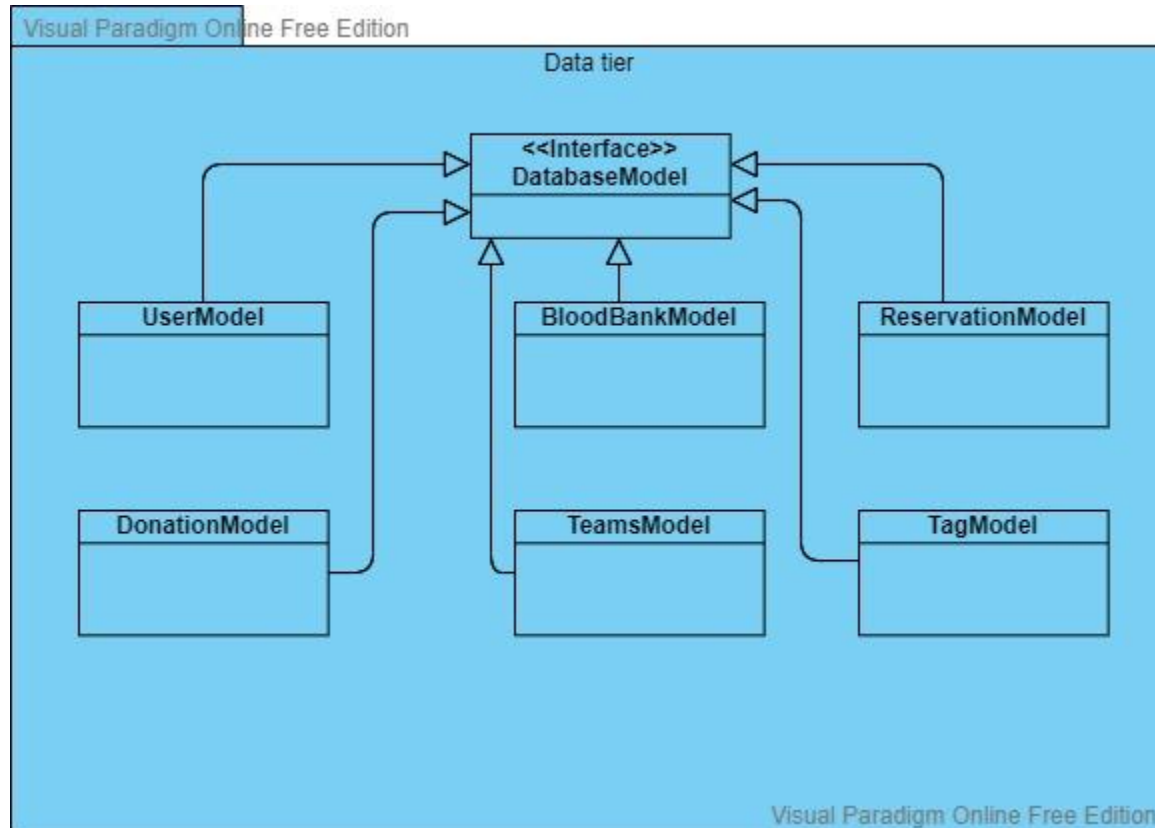 Visual Paradigm Online Free Edition
Data tier
<<Interface>>
DatabaseModel
UserModel
BloodBankModel
ReservationModel
DonationModel
TeamsModel
TagModel
Visual Paradigm Online Free Edition